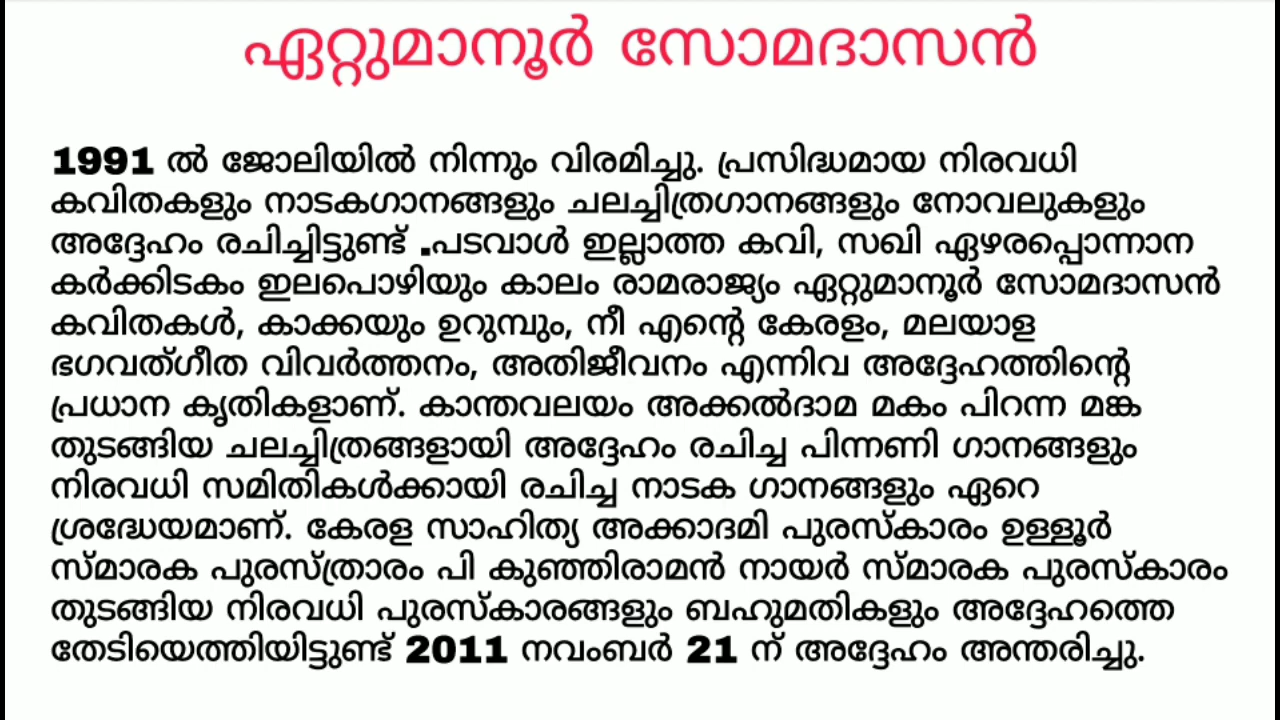 ഏറ്റുമാനൂർ സോമദാസൻ
1991 ൽ ജോലിയിൽ നിന്നും വിരമിച്ചു. പ്രസിദ്ധമായ നിരവധി
കവിതകളും നാടകഗാനങ്ങളും ചലച്ചിത്രഗാനങ്ങളും നോവലുകളും
അദ്ദേഹം രചിച്ചിട്ടുണ്ട് .പടവാൾ ഇല്ലാത്ത കവി, സഖി ഏഴരപ്പൊന്നാന
കർക്കിടകം ഇലപൊഴിയും കാലം രാമരാജ്യം ഏറ്റുമാനൂർ സോമദാസൻ
കവിതകൾ, കാക്കയും ഉറുമ്പും, നീ എന്റെ കേരളം, മലയാള
ഭഗവത്ഗീത വിവർത്തനം, അതിജീവനം എന്നിവ അദ്ദേഹത്തിന്റെ
പ്രധാന കൃതികളാണ്. കാന്തവലയം അക്കൽദാമ മകം പിറന്ന മങ്ക
തുടങ്ങിയ ചലച്ചിത്രങ്ങളായി അദ്ദേഹം രചിച്ച പിന്നണി ഗാനങ്ങളും
നിരവധി സമിതികൾക്കായി രചിച്ച നാടക ഗാനങ്ങളും ഏറെ
ശ്രദ്ധേയമാണ്. കേരള സാഹിത്യ അക്കാദമി പുരസ്കാരം ഉള്ളൂർ
സ്മാരക പുരസ്ത്രാരം പി കുഞ്ഞിരാമൻ നായർ സ്മാരക പുരസ്കാരം
തുടങ്ങിയ നിരവധി പുരസ്കാരങ്ങളും ബഹുമതികളും അദ്ദേഹത്തെ
തേടിയെത്തിയിട്ടുണ്ട് 2011 നവംബർ 21 ന് അദ്ദേഹം അന്തരിച്ചു.